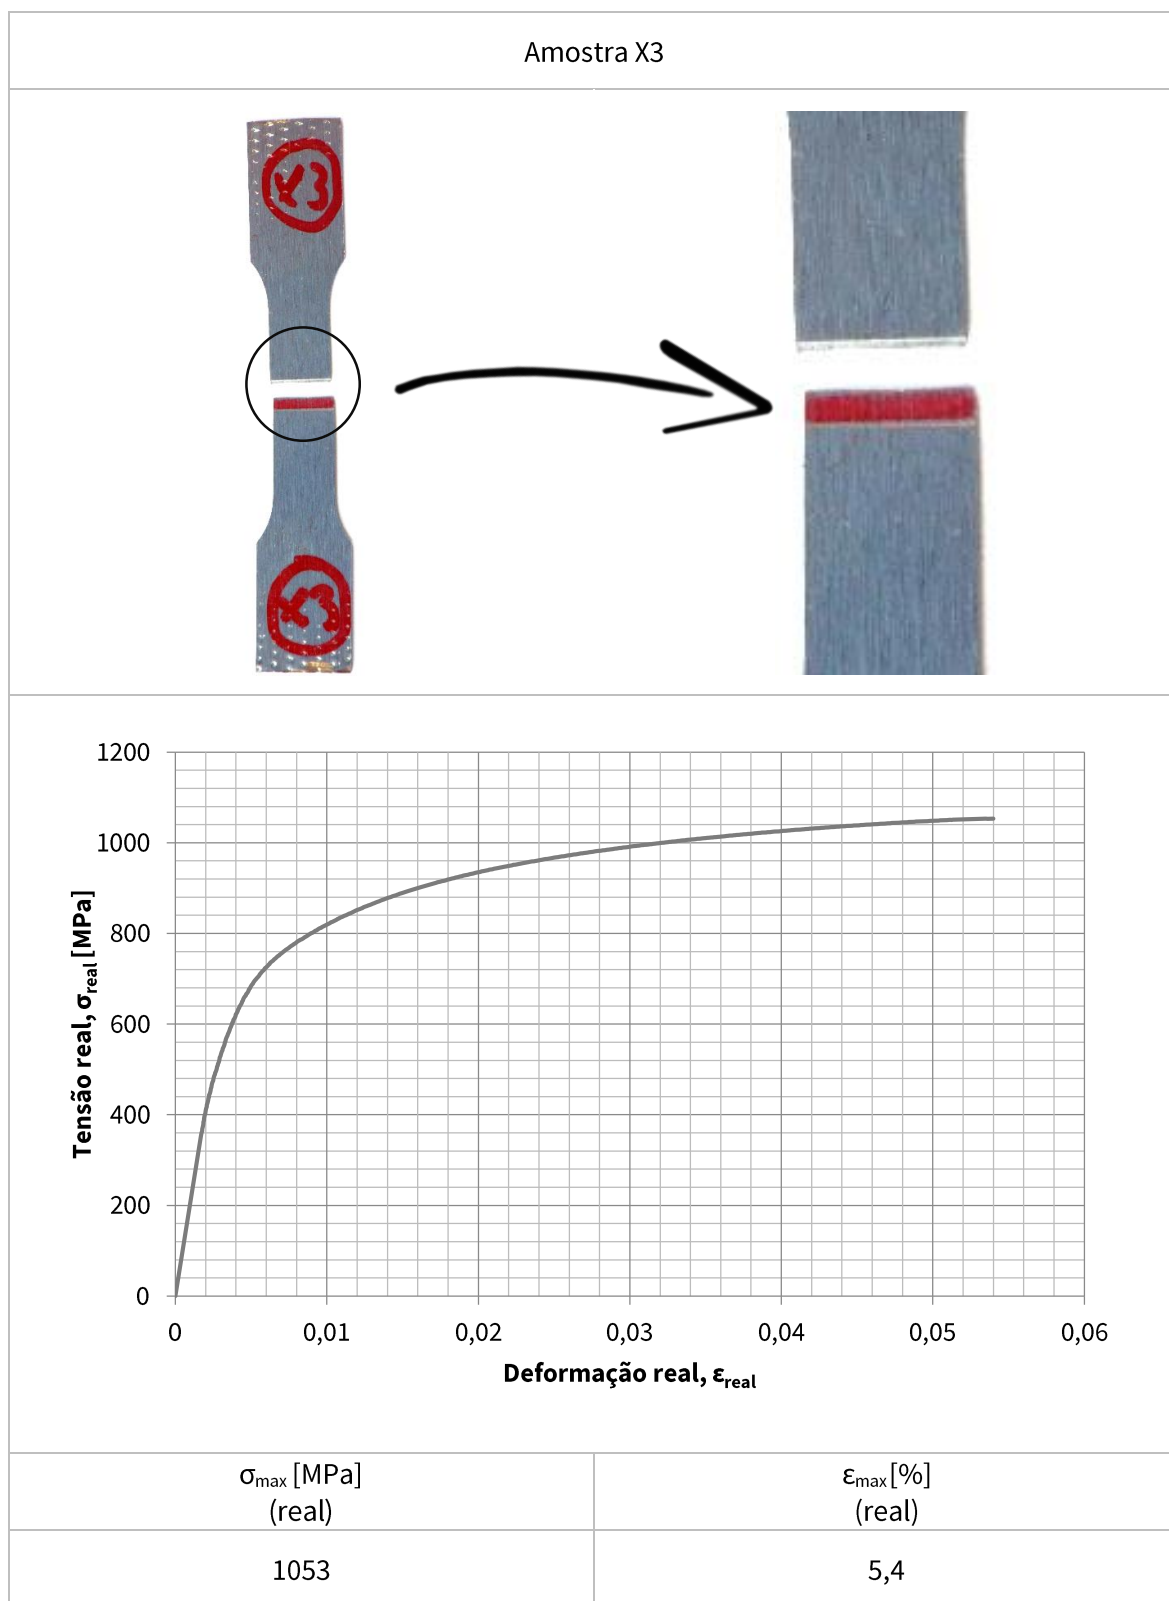 Amostra X3
X3
X3
1200
1000
800
600
400
200
0
Tensão real, σreal [MPa]
0 0,01 0,02 0,03 0,04 0,05 0,06
Deformação real, εreal
σmax [MPa] εmax [%]
(real) (real)
1053 5,4